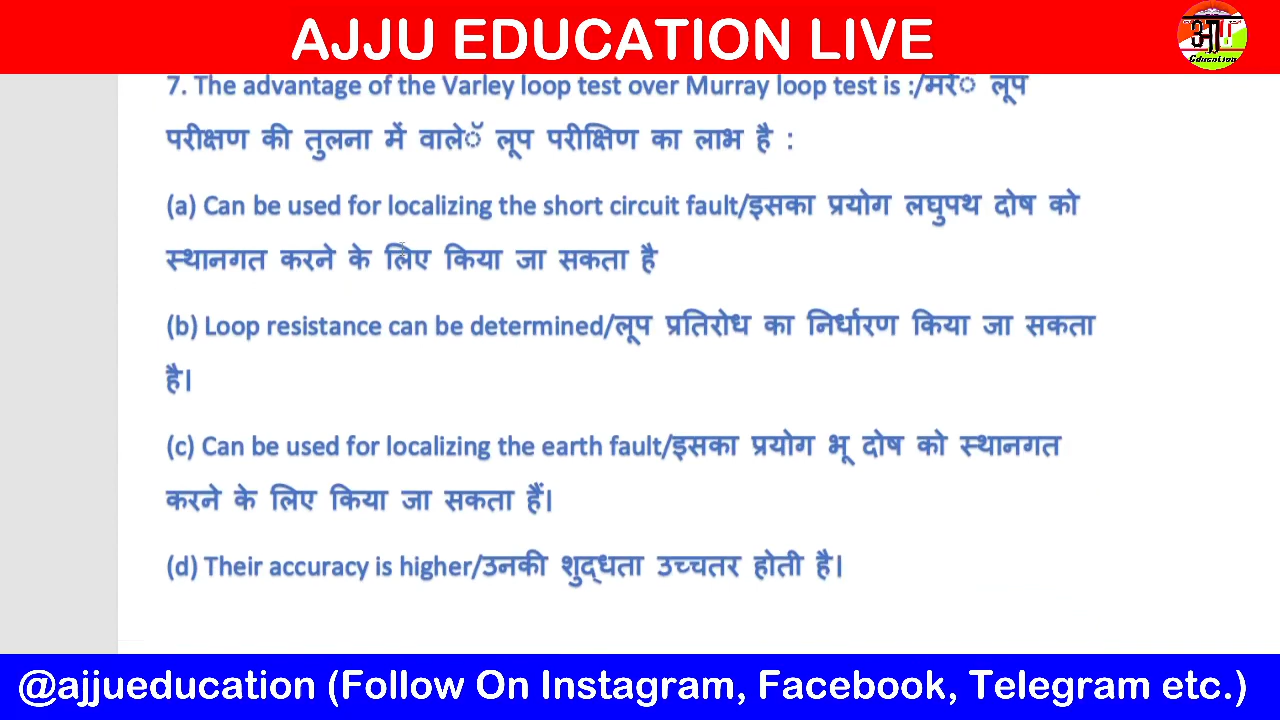 AJJU EDUCATION LIVE
आप
Education
7. The advantage of the Varley loop test over Murray loop test is :/मरेॅ लूप
परीक्षण की तुलना में वालेॅ लूप परीक्षिण का लाभ है :
(a) Can be used for localizing the short circuit fault/इसका प्रयोग लघुपथ दोष को
स्थानगत करने के लिए किया जा सकता है
(b) Loop resistance can be determined/लूप प्रतिरोध का निर्धारण किया जा सकता
है।
(c) Can be used for localizing the earth fault/इसका प्रयोग भू दोष को स्थानगत
करने के लिए किया जा सकता हैं।
(d) Their accuracy is higher/उनकी शुद्धता उच्चतर होती है।
@ajjueducation (Follow On Instagram, Facebook, Telegram etc.)